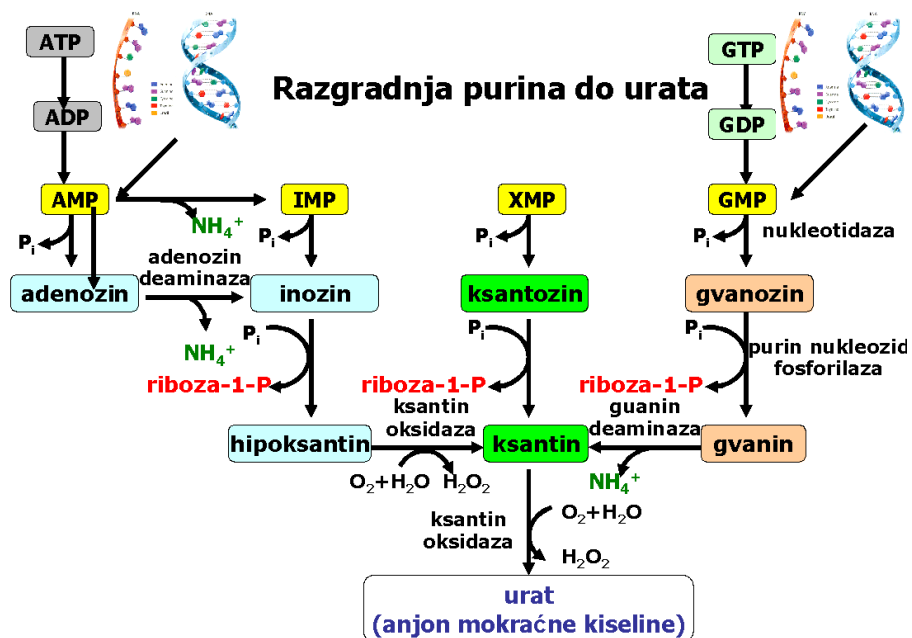 ATP
GTP
Razgradnja purina do urata
ADP
GDP
AMP
IMP
XMP
GMP
NH₄⁺
Pᵢ
Pᵢ
Pᵢ
Pᵢ
nukleotidaza
adenozin
deaminaza
adenozin
inozin
ksantozin
gvanozin
Pᵢ
Pᵢ
Pᵢ
NH₄⁺
purin nukleozid
fosforilaza
riboza-1-P
riboza-1-P
riboza-1-P
ksantin
oksidaza
guanin
deaminaza
hipoksantin
ksantin
gvanin
O₂+H₂O
H₂O₂
NH₄⁺
ksantin
oksidaza
O₂+H₂O
H₂O₂
urat
(anjon mokraćne kiseline)